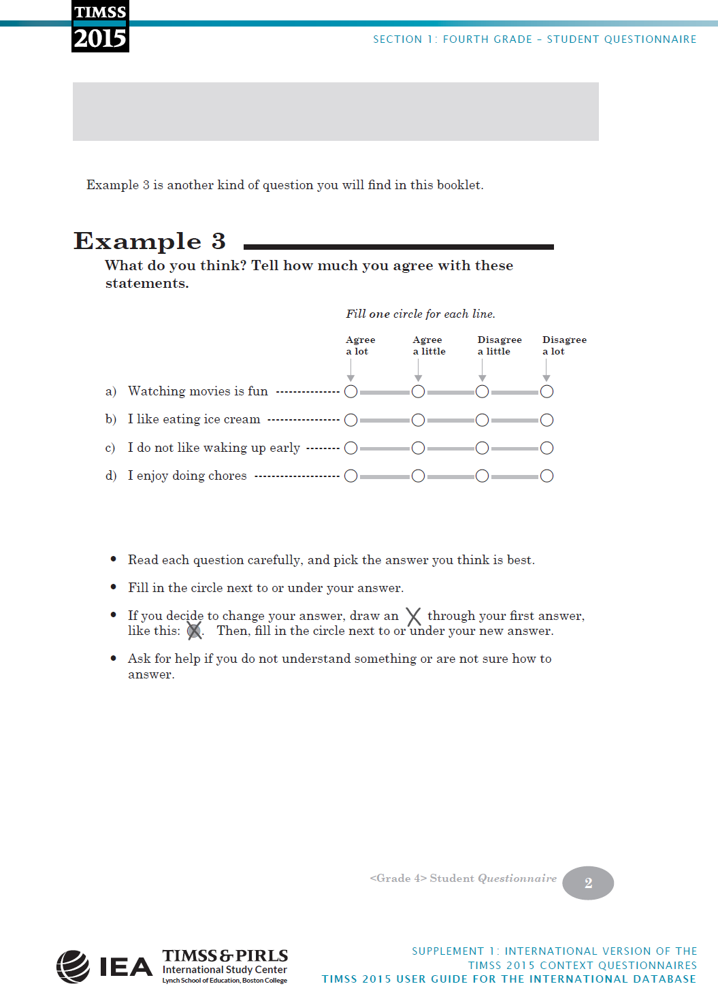 TIMSS
2015
SECTION 1: FOURTH GRADE – STUDENT QUESTIONNAIRE
Example 3 is another kind of question you will find in this booklet.
Example 3
What do you think? Tell how much you agree with these
statements.
Fill one circle for each line.
Agree a lot
Agree a little
Disagree a little
Disagree a lot
a) Watching movies is fun
b) I like eating ice cream
c) I do not like waking up early
d) I enjoy doing chores
• Read each question carefully, and pick the answer you think is best.
• Fill in the circle next to or under your answer.
• If you decide to change your answer, draw an X through your first answer,
like this: . Then, fill in the circle next to or under your new answer.
• Ask for help if you do not understand something or are not sure how to
answer.
<Grade 4> Student Questionnaire 2
IEA
TIMSS & PIRLS
International Study Center
Lynch School of Education, Boston College
SUPPLEMENT 1: INTERNATIONAL VERSION OF THE
TIMSS 2015 CONTEXT QUESTIONNAIRES
TIMSS 2015 USER GUIDE FOR THE INTERNATIONAL DATABASE